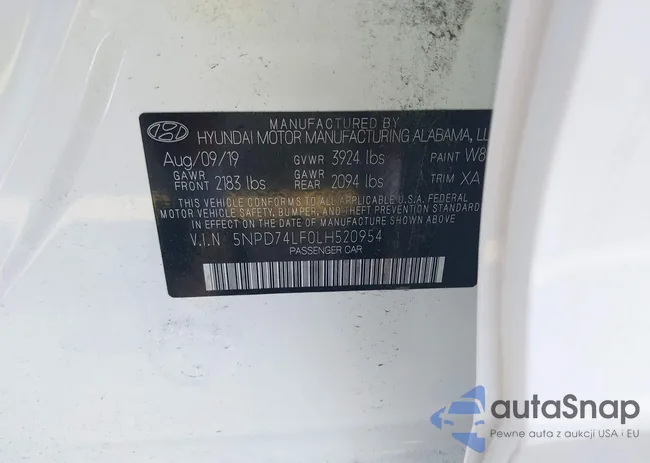 MANUFACTURED BY
HYUNDAI MOTOR MANUFACTURING ALABAMA, LL
Aug/09/19 GVWR 3924 lbs PAINT W8
GAWR FRONT 2183 lbs GAWR REAR 2094 lbs TRIM XA
THIS VEHICLE CONFORMS TO ALL APPLICABLE U.S.A. FEDERAL
MOTOR VEHICLE SAFETY, BUMPER, AND THEFT PREVENTION STANDARD
IN EFFECT ON THE DATE OF MANUFACTURE SHOWN ABOVE
V.I.N 5NPD74LF0LH520954
PASSENGER CAR
autoSnap
Pewne auta z aukcji USA i EU